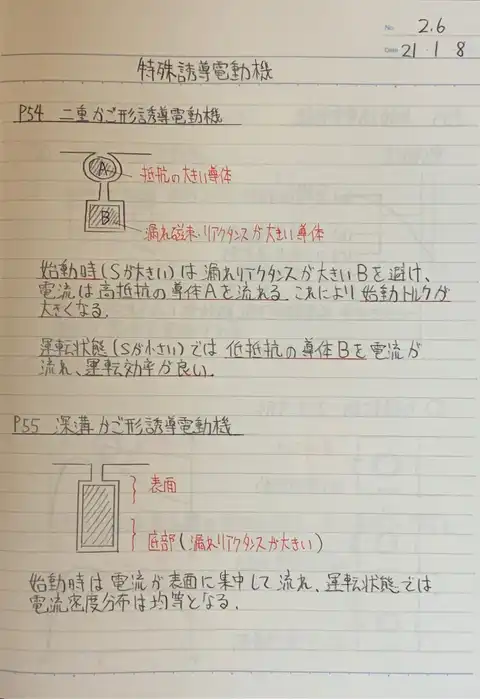 No. 2.6
Date 21・1・8
特殊誘導電動機
P54 二重かご形誘導電動機
A
抵抗の大きい導体
B
漏れ磁束・リアクタンスが大きい導体
始動時(Sが大きい)は漏れリアクタンスが大きいBを避け、
電流は高抵抗の導体Aを流れる これにより始動トルクが
大きくなる.
運転状態(Sが小さい)では低抵抗の導体Bを電流が
流れ、運転効率が良い.
P55 深溝かご形誘導電動機
表面
底部(漏れリアクタンスが大きい)
始動時は電流が表面に集中して流れ、運転状態では
電流密度分布は均等となる.